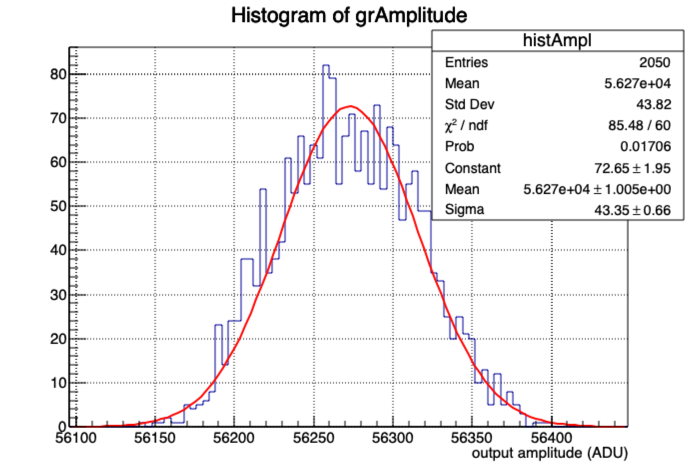 Histogram of grAmplitude
histAmpl
Entries 2050
Mean 5.627e+04
Std Dev 43.82
χ² / ndf 85.48 / 60
Prob 0.01706
Constant 72.65 ± 1.95
Mean 5.627e+04 ± 1.005e+00
Sigma 43.35 ± 0.66
80
70
60
50
40
30
20
10
0
56100 56150 56200 56250 56300 56350 56400
output amplitude (ADU)